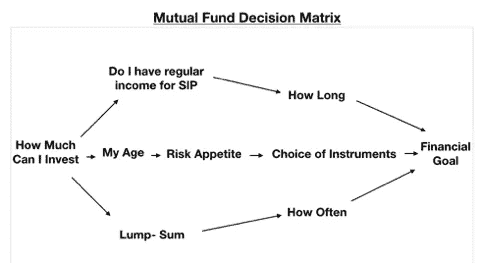 Mutual Fund Decision Matrix
Do I have regular
income for SIP
How Long
How Much
Can I Invest
My Age
Risk Appetite
Choice of Instruments
Financial
Goal
How Often
Lump- Sum